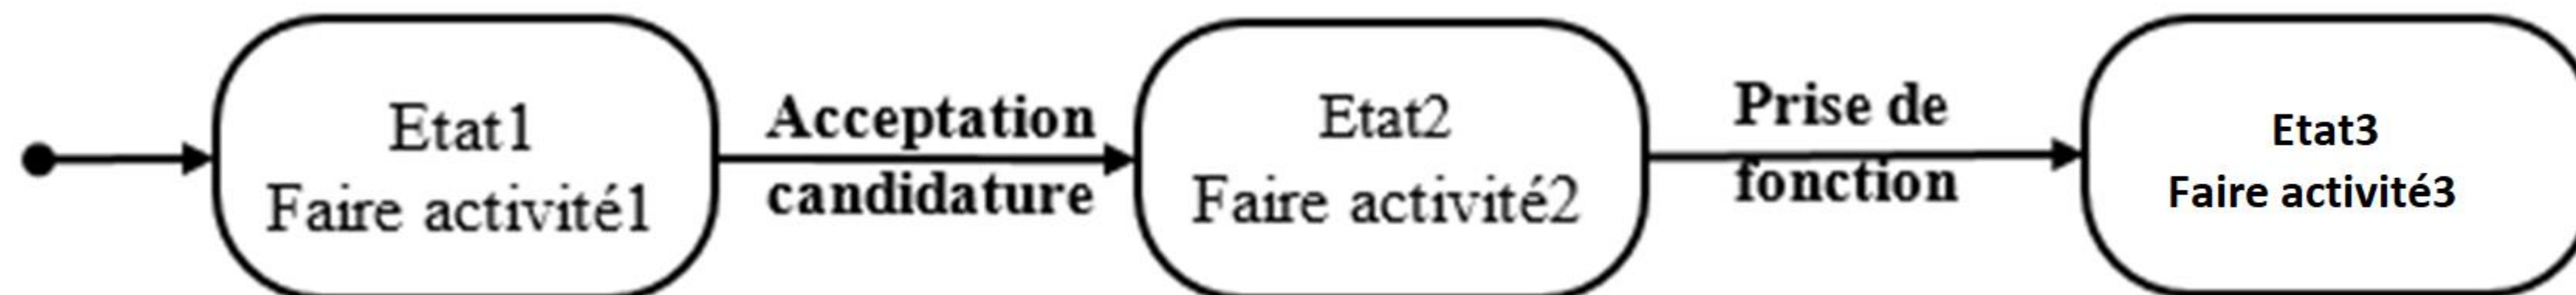 Etat1
Faire activité1
Acceptation
candidature
Etat2
Faire activité2
Prise de
fonction
Etat3
Faire activité3